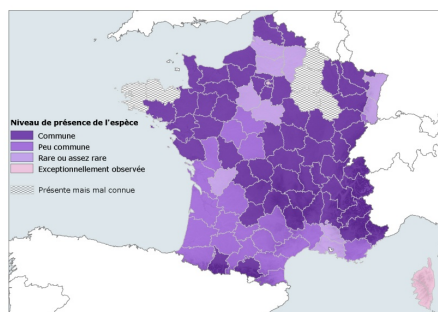 Niveau de présence de l'espèce
Commune
Peu commune
Rare ou assez rare
Exceptionnellement observée
Présente mais mal connue